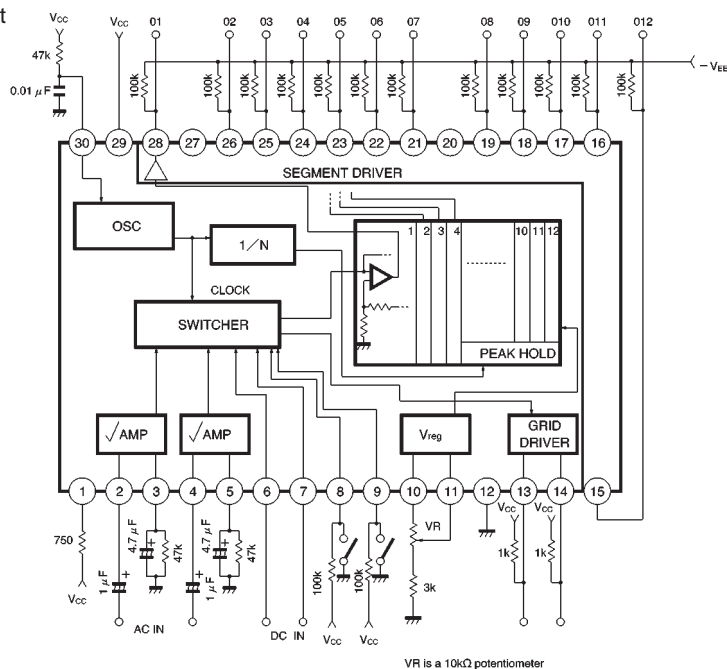 t
Vcc Vcc 01 02 03 04 05 06 07 08 09 010 011 012
47k
0.01 μF
100k 100k 100k 100k 100k 100k 100k 100k 100k 100k 100k 100k
– VEE
30 29 28 27 26 25 24 23 22 21 20 19 18 17 16
SEGMENT DRIVER
OSC
1/N
CLOCK
SWITCHER
1 2 3 4 10 11 12
PEAK HOLD
√AMP √AMP Vreg GRID
DRIVER
1 2 3 4 5 6 7 8 9 10 11 12 13 14 15
750
Vcc
1 μF +
4.7 μF +
47k
1 μF +
4.7 μF +
47k
100k
Vcc
100k
Vcc
VR
3k
Vcc
1k
Vcc
1k
AC IN
DC IN
VR is a 10kΩ potentiometer